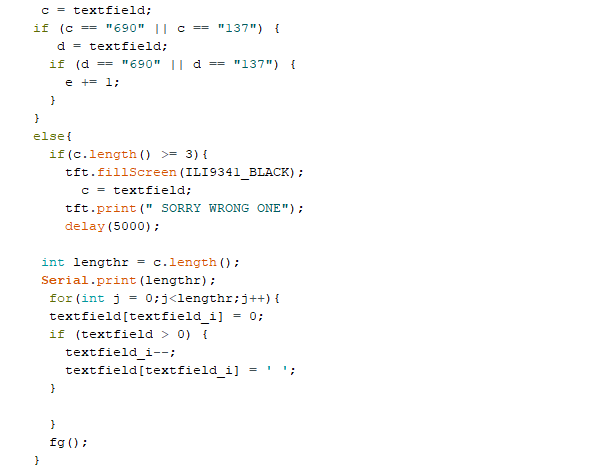 c = textfield;
if (c == "690" || c == "137") {
d = textfield;
if (d == "690" || d == "137") {
e += 1;
}
}
else{
if(c.length() >= 3){
tft.fillScreen(ILI9341_BLACK);
c = textfield;
tft.print(" SORRY WRONG ONE");
delay(5000);
int lengthr = c.length();
Serial.print(lengthr);
for(int j = 0;j<lengthr;j++){
textfield[textfield_i] = 0;
if (textfield > 0) {
textfield_i--;
textfield[textfield_i] = ' ';
}
}
fg();
}